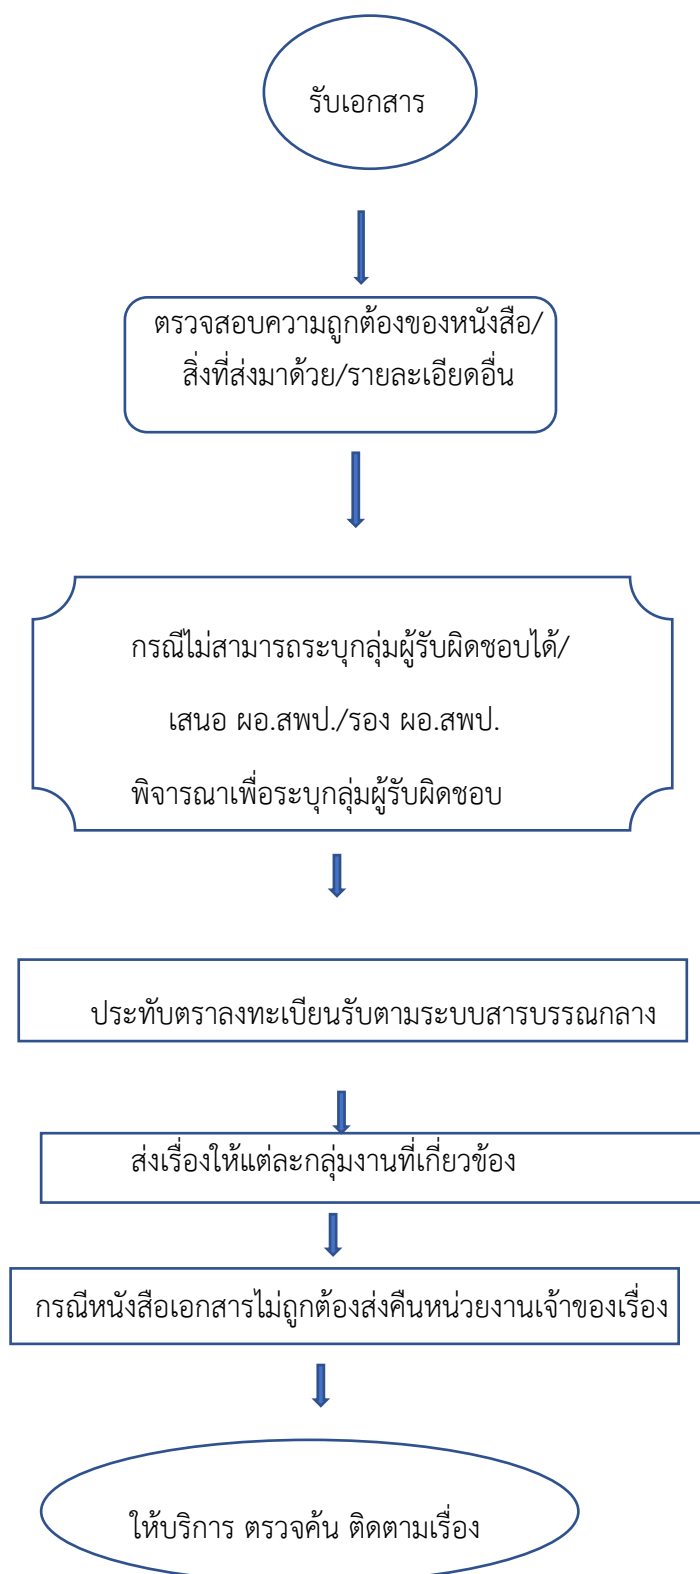 รับเอกสาร
ตรวจสอบความถูกต้องของหนังสือ/
สิ่งที่ส่งมาด้วย/รายละเอียดอื่น
กรณีไม่สามารถระบุกลุ่มผู้รับผิดชอบได้/
เสนอ ผอ.สพป./รอง ผอ.สพป.
พิจารณาเพื่อระบุกลุ่มผู้รับผิดชอบ
ประทับตราลงทะเบียนรับตามระบบสารบรรณกลาง
ส่งเรื่องให้แต่ละกลุ่มงานที่เกี่ยวข้อง
กรณีหนังสือเอกสารไม่ถูกต้องส่งคืนหน่วยงานเจ้าของเรื่อง
ให้บริการ ตรวจค้น ติดตามเรื่อง